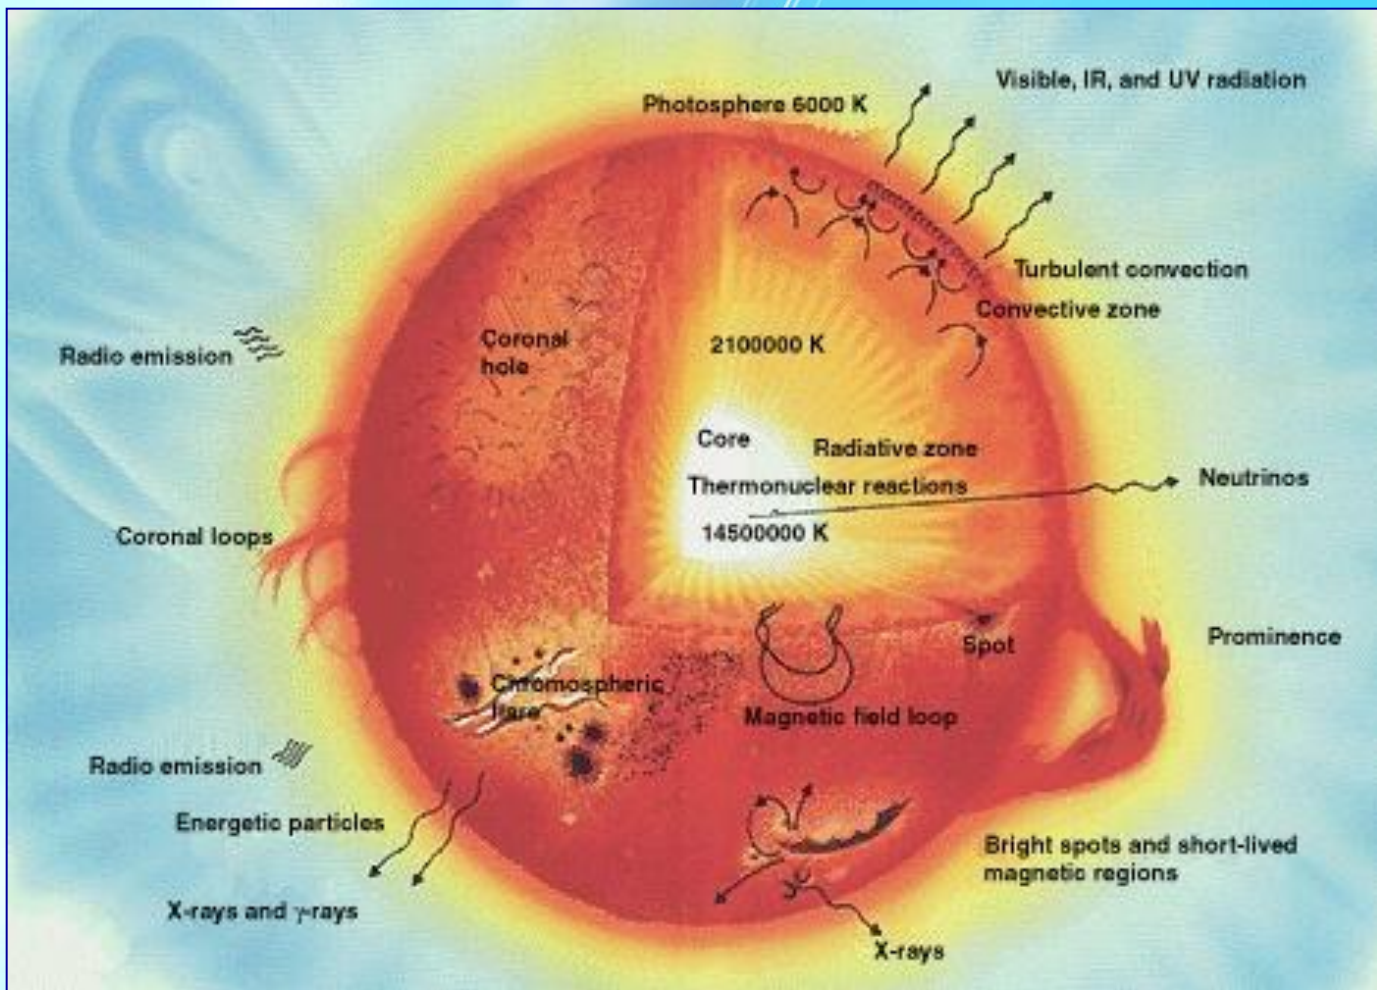 Visible, IR, and UV radiation
Photosphere 6000 K
Turbulent convection
Convective zone
Coronal
hole
2100000 K
Radio emission
Core
Radiative zone
Thermonuclear reactions
Neutrinos
14500000 K
Coronal loops
Spot
Prominence
Chromospheric
flare
Magnetic field loop
Radio emission
Energetic particles
Bright spots and short-lived
magnetic regions
X-rays and γ-rays
X-rays